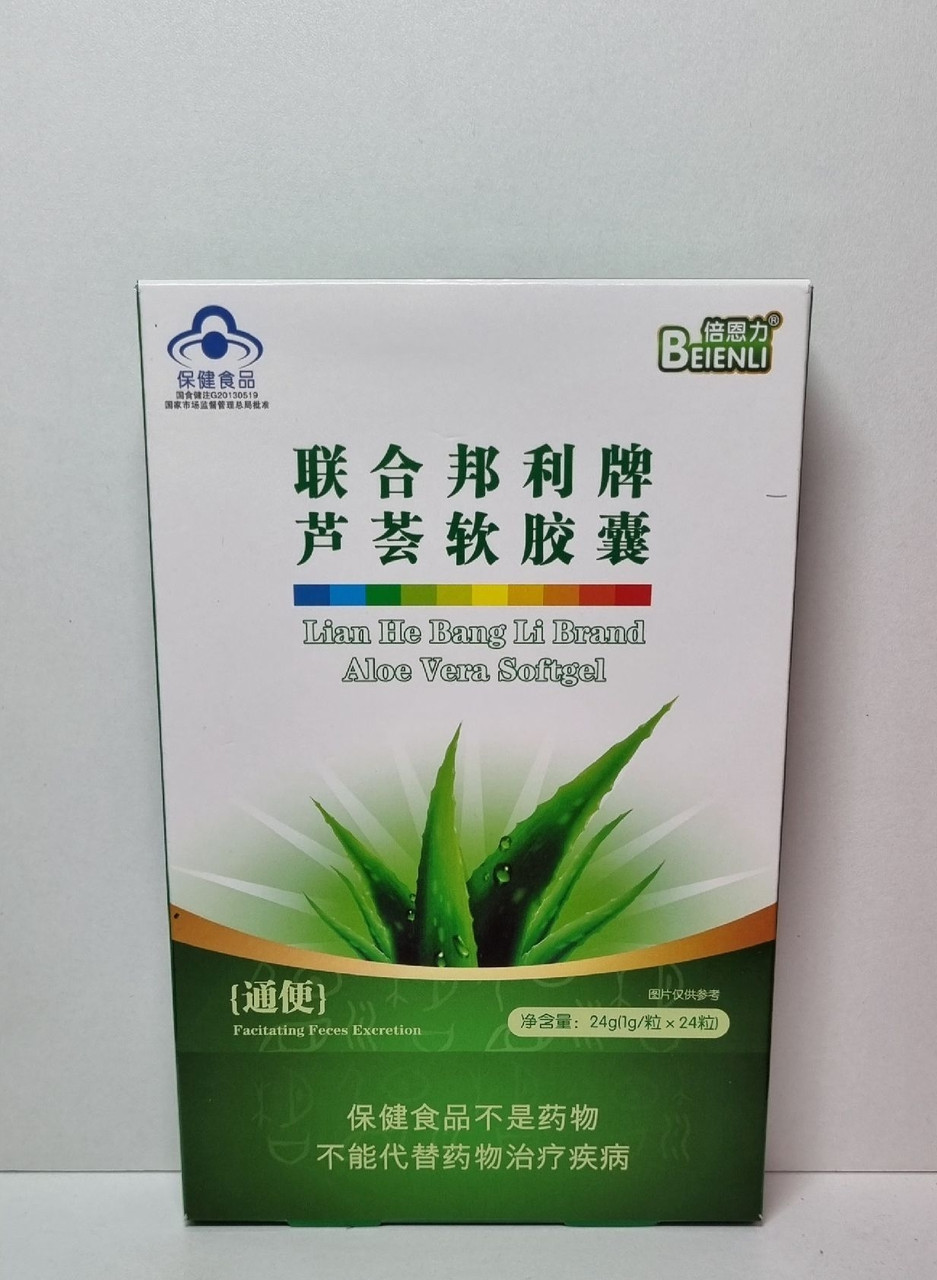 保健食品
国食健注G20130519
国家市场监督管理总局批准
倍恩力®
BEIENLI
联合邦利牌
芦荟软胶囊
Lian He Bang Li Brand
Aloe Vera Softgel
{通便}
Facitating Feces Excretion
图片仅供参考
净含量：24g(1g/粒×24粒)
保健食品不是药物
不能代替药物治疗疾病